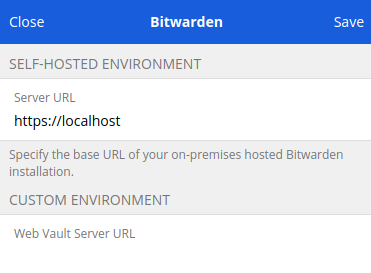 Close Bitwarden Save
SELF-HOSTED ENVIRONMENT
Server URL
https://localhost
Specify the base URL of your on-premises hosted Bitwarden
installation.
CUSTOM ENVIRONMENT
Web Vault Server URL